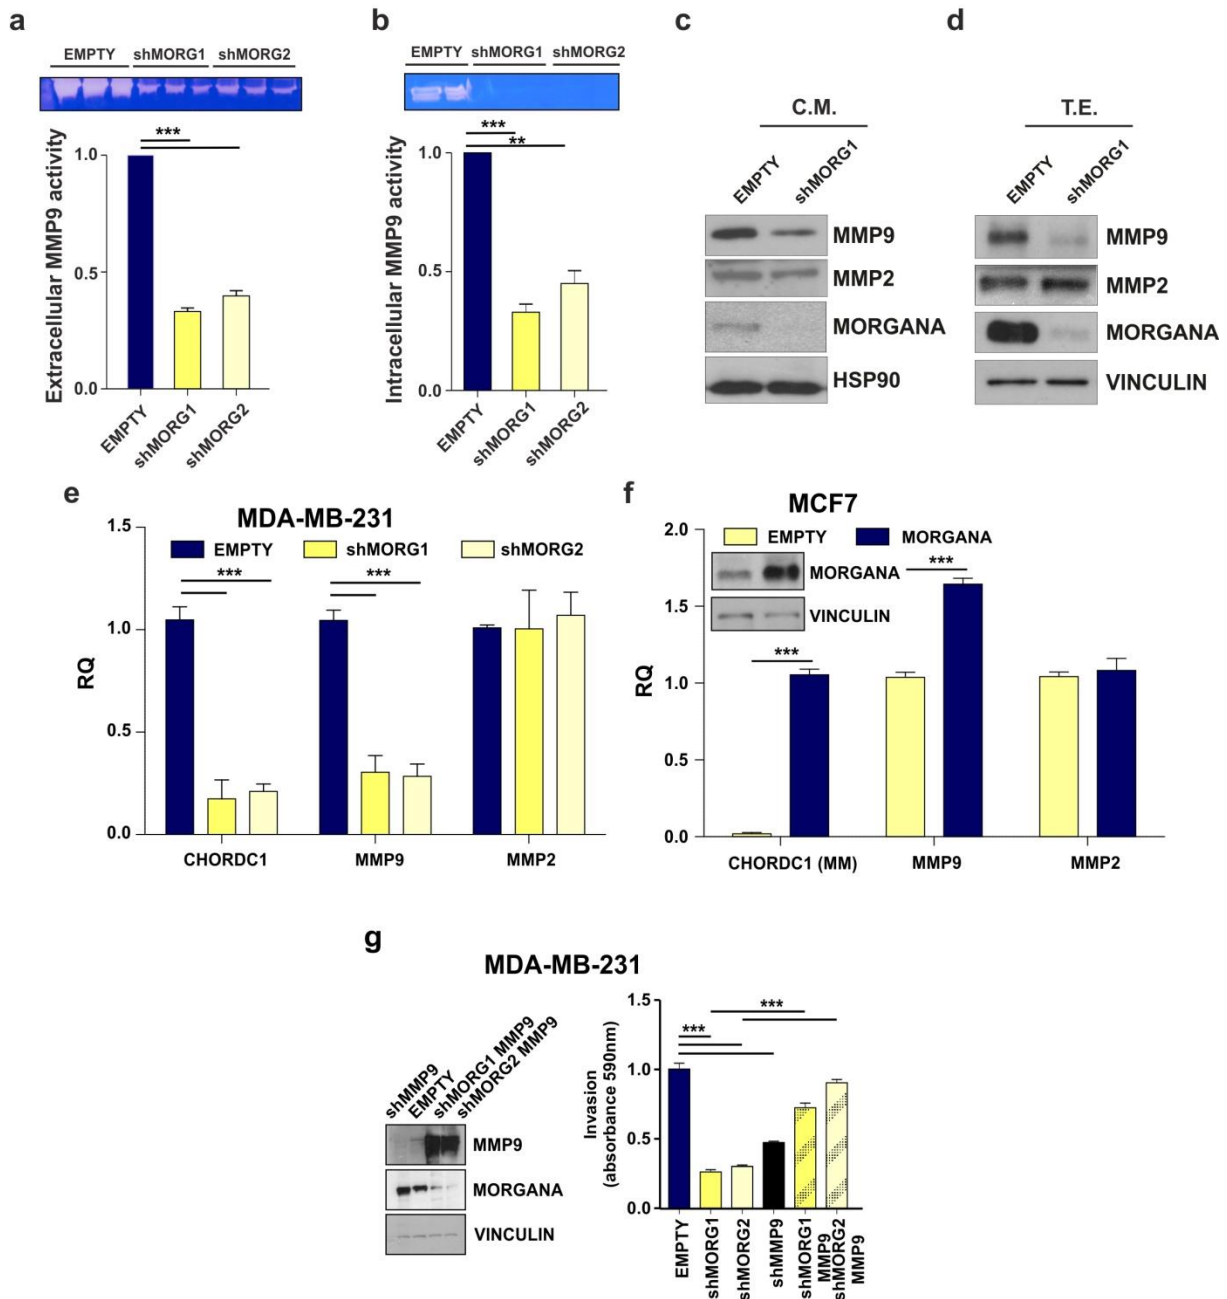 a
EMPTY shMORG1 shMORG2
Extracellular MMP9 activity
***
1.0
0.5
0.0
EMPTY
shMORG1
shMORG2
b
EMPTY shMORG1 shMORG2
Intracellular MMP9 activity
***
**
1.0
0.5
0.0
EMPTY
shMORG1
shMORG2
c
C.M.
EMPTY
shMORG1
MMP9
MMP2
MORGANA
HSP90
d
T.E.
EMPTY
shMORG1
MMP9
MMP2
MORGANA
VINCULIN
e
MDA-MB-231
EMPTY shMORG1 shMORG2
*** ***
RQ
1.5
1.0
0.5
0.0
CHORDC1 MMP9 MMP2
f
MCF7
EMPTY MORGANA
MORGANA
VINCULIN
***
***
RQ
2.0
1.5
1.0
0.5
0.0
CHORDC1 (MM) MMP9 MMP2
g
MDA-MB-231
shMMP9
EMPTY
shMORG1 MMP9
shMORG2 MMP9
MMP9
MORGANA
VINCULIN
Invasion
(absorbance 590nm)
***
***
1.5
1.0
0.5
0.0
EMPTY
shMORG1
shMORG2
shMMP9
shMORG1
MMP9
shMORG2
MMP9